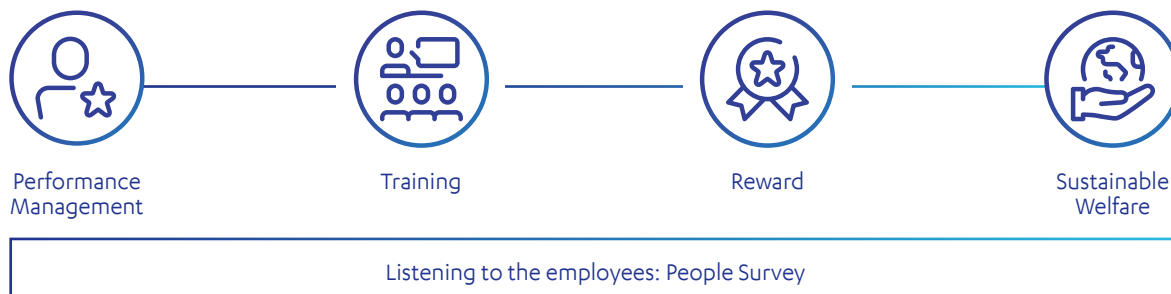 Performance
Management
Training
Reward
Sustainable
Welfare
Listening to the employees: People Survey